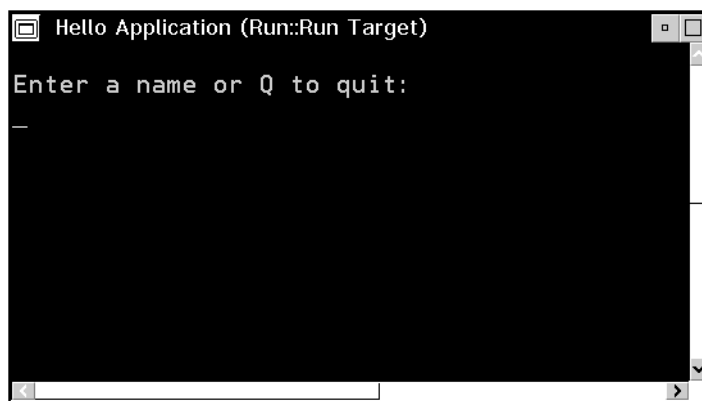 Hello Application (Run::Run Target)
Enter a name or Q to quit:
_